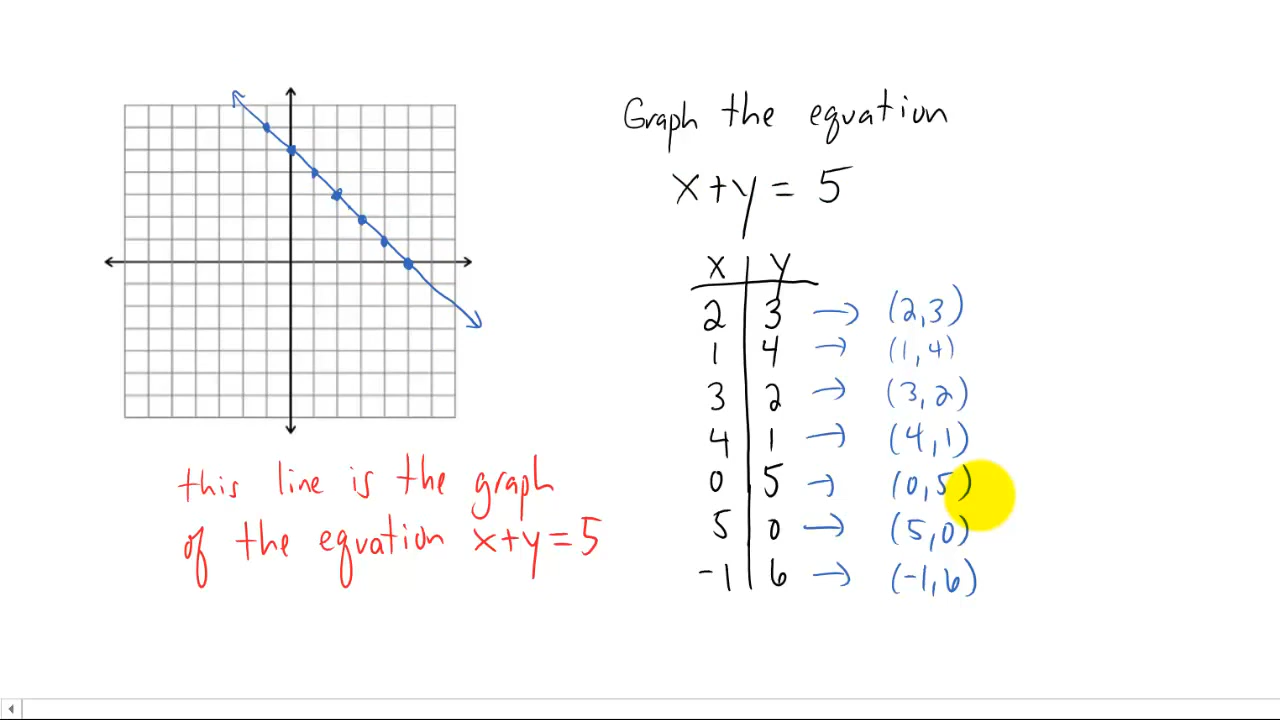 Graph the equation
x+y = 5
x y
2 3 → (2,3)
1 4 → (1,4)
3 2 → (3,2)
4 1 → (4,1)
0 5 → (0,5)
5 0 → (5,0)
-1 6 → (-1,6)
this line is the graph
of the equation x+y=5